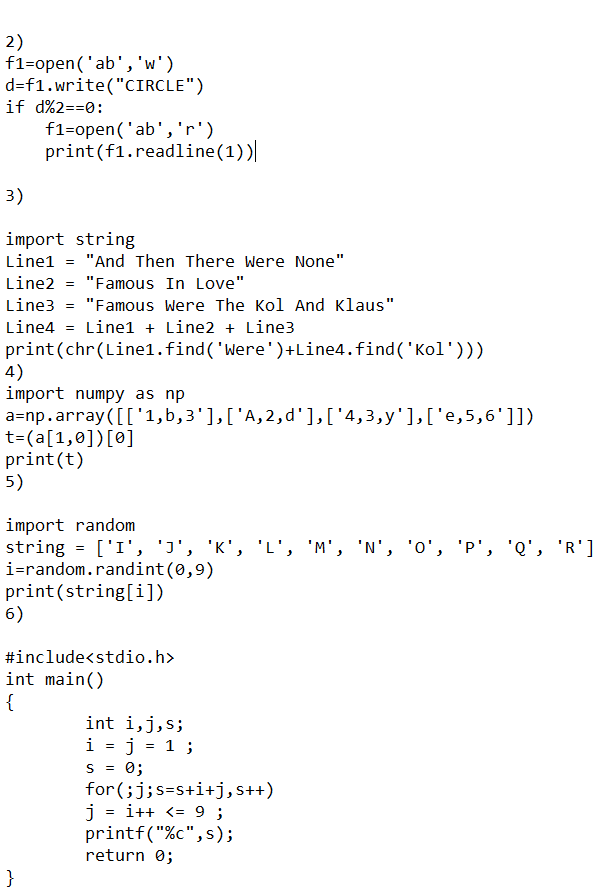 2)
f1=open('ab','w')
d=f1.write("CIRCLE")
if d%2==0:
    f1=open('ab','r')
    print(f1.readline(1))
3)
import string
Line1 = "And Then There Were None"
Line2 = "Famous In Love"
Line3 = "Famous Were The Kol And Klaus"
Line4 = Line1 + Line2 + Line3
print(chr(Line1.find('Were')+Line4.find('Kol')))
4)
import numpy as np
a=np.array([['1,b,3'],['A,2,d'],['4,3,y'],['e,5,6']])
t=(a[1,0])[0]
print(t)
5)
import random
string = ['I', 'J', 'K', 'L', 'M', 'N', 'O', 'P', 'Q', 'R']
i=random.randint(0,9)
print(string[i])
6)
#include<stdio.h>
int main()
{
        int i,j,s;
        i = j = 1 ;
        s = 0;
        for(;j;s=s+i+j,s++)
        j = i++ <= 9 ;
        printf("%c",s);
        return 0;
}